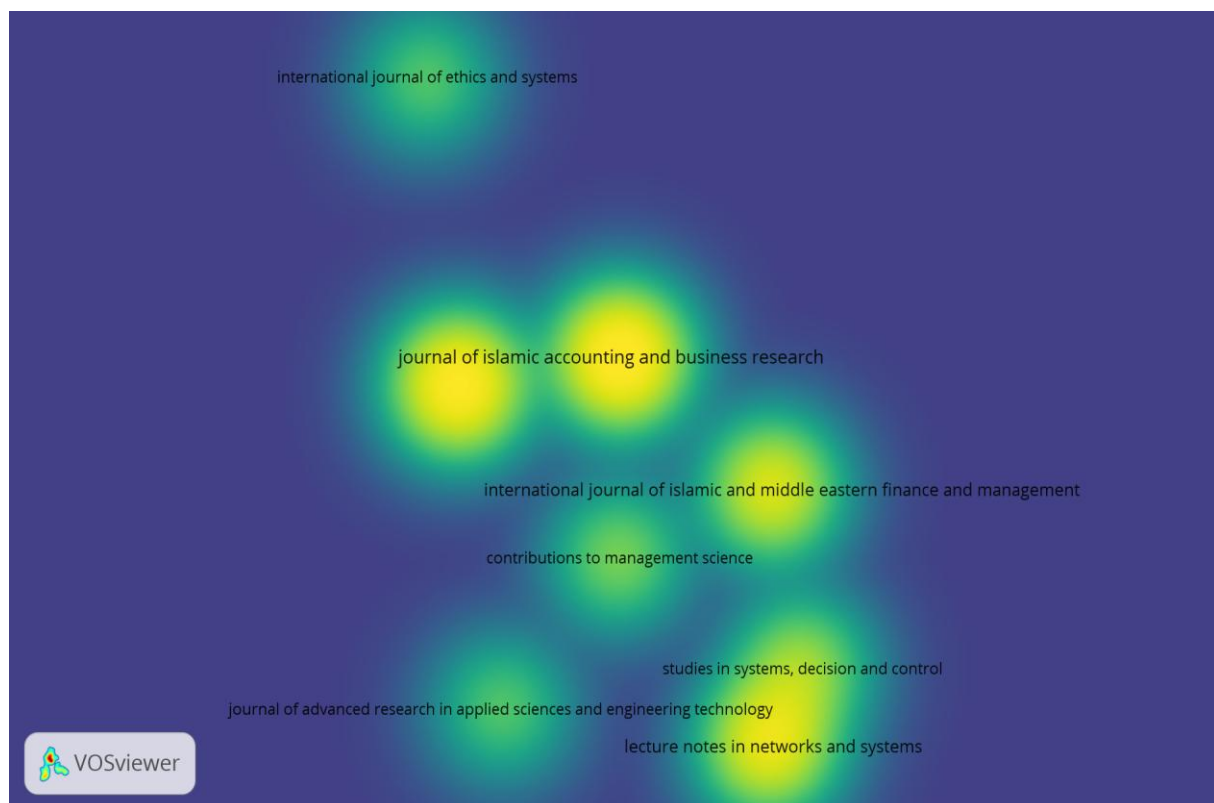 international journal of ethics and systems
journal of islamic accounting and business research
international journal of islamic and middle eastern finance and management
contributions to management science
studies in systems, decision and control
journal of advanced research in applied sciences and engineering technology
lecture notes in networks and systems
VOSviewer